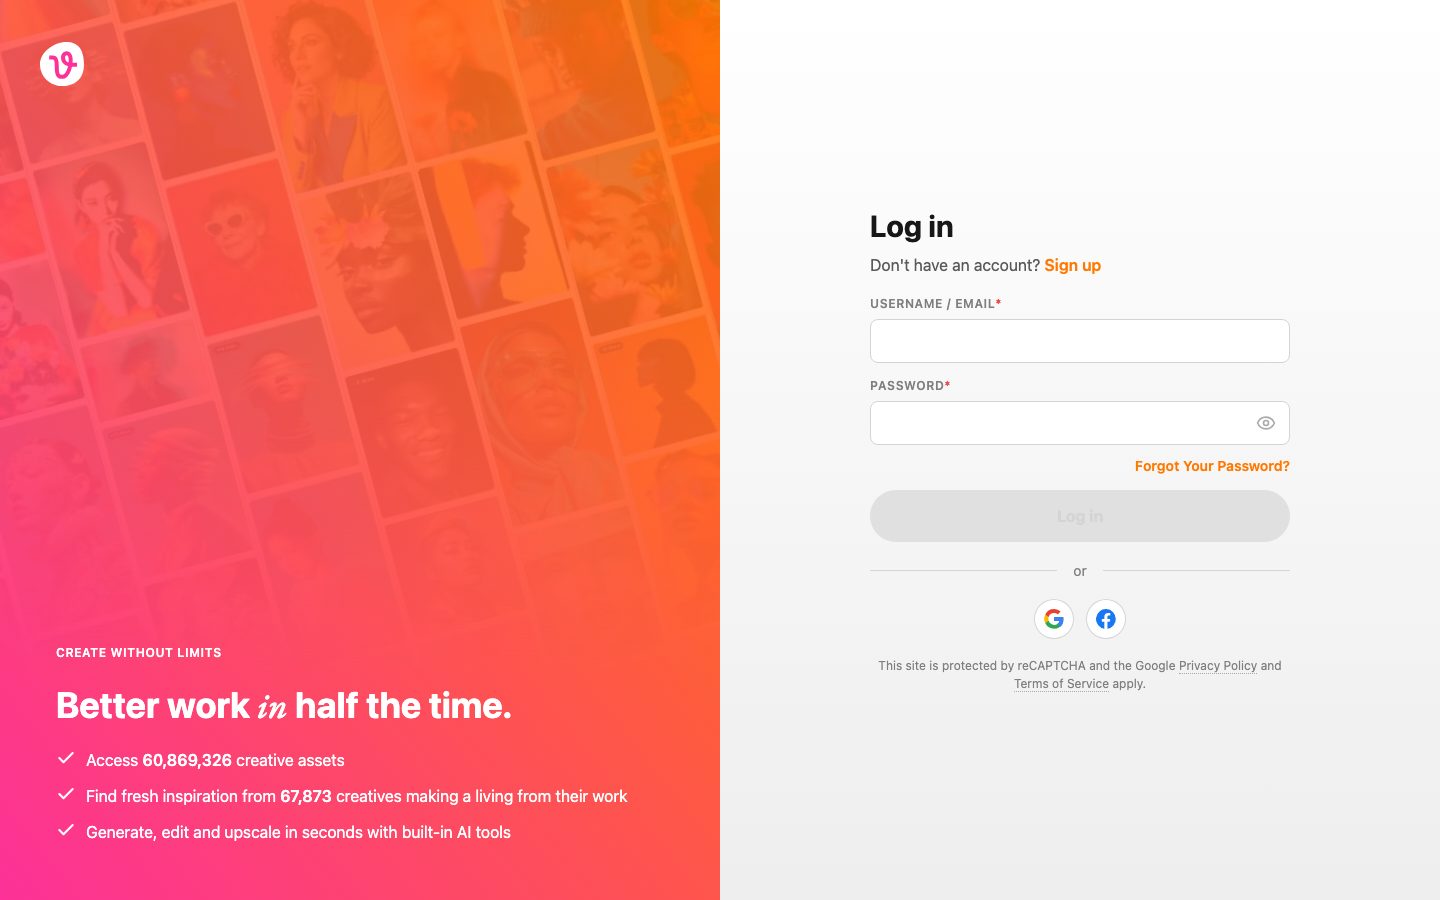 CREATE WITHOUT LIMITS
Better work in half the time.
Access 60,869,326 creative assets
Find fresh inspiration from 67,873 creatives making a living from their work
Generate, edit and upscale in seconds with built-in AI tools
Log in
Don't have an account? Sign up
USERNAME / EMAIL*
PASSWORD*
Forgot Your Password?
Log in
or
This site is protected by reCAPTCHA and the Google Privacy Policy and
Terms of Service apply.